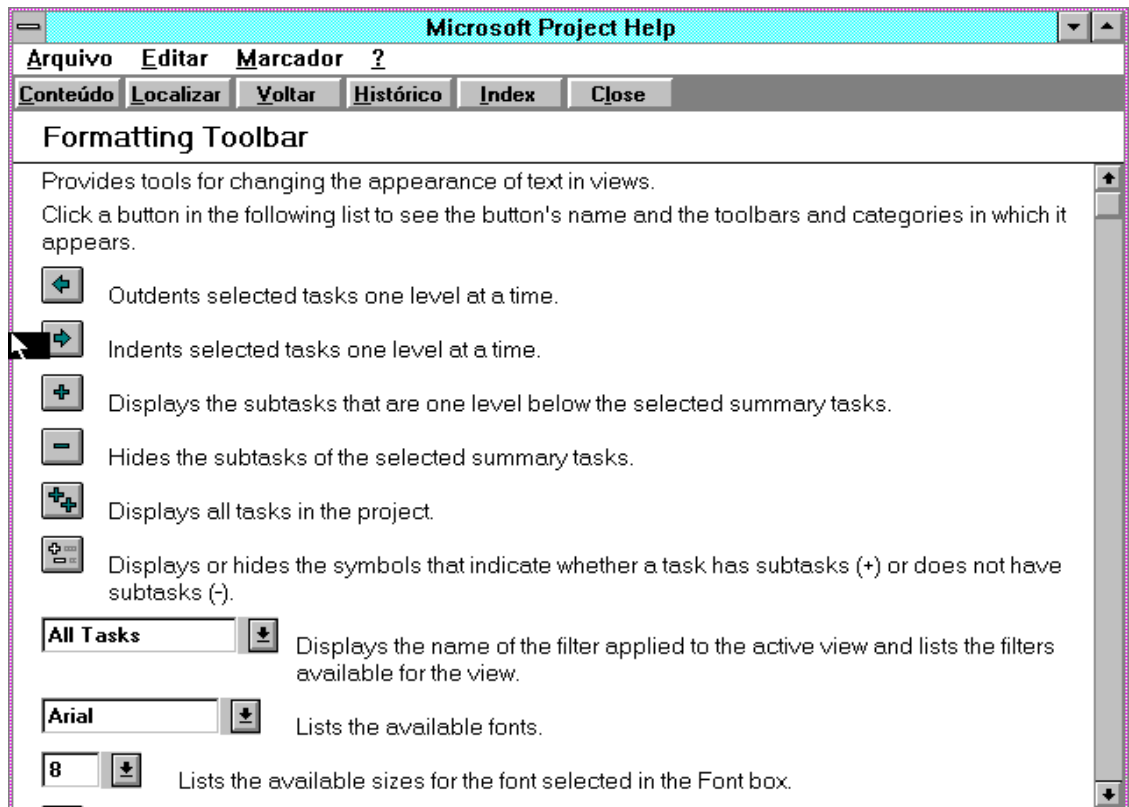 Microsoft Project Help
Arquivo Editar Marcador ?
Conteúdo Localizar Voltar Histórico Index Close
Formatting Toolbar
Provides tools for changing the appearance of text in views.
Click a button in the following list to see the button's name and the toolbars and categories in which it
appears.
Outdents selected tasks one level at a time.
Indents selected tasks one level at a time.
Displays the subtasks that are one level below the selected summary tasks.
Hides the subtasks of the selected summary tasks.
Displays all tasks in the project.
Displays or hides the symbols that indicate whether a task has subtasks (+) or does not have
subtasks (-).
All Tasks Displays the name of the filter applied to the active view and lists the filters
available for the view.
Arial Lists the available fonts.
8 Lists the available sizes for the font selected in the Font box.